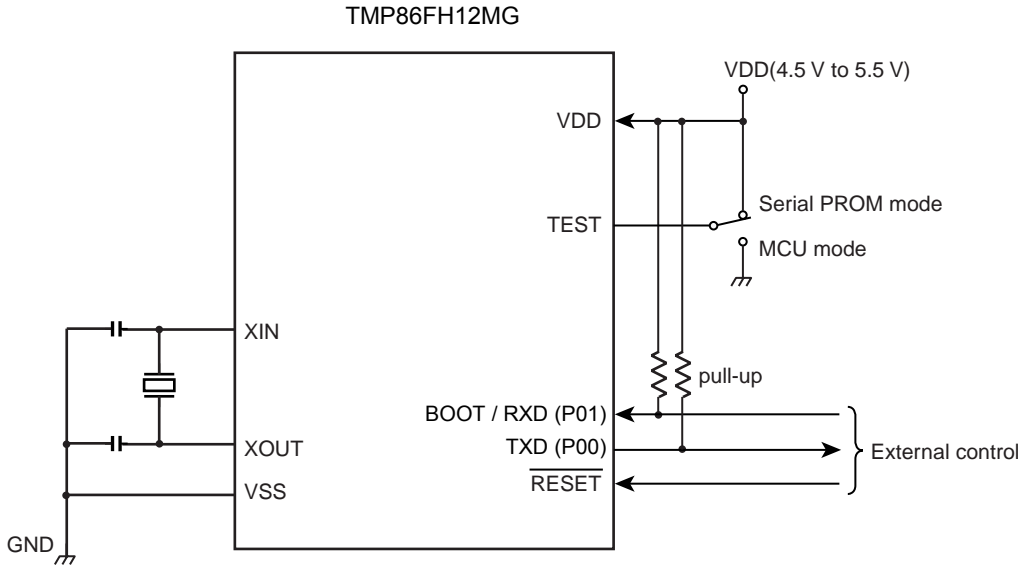 TMP86FH12MG
VDD(4.5 V to 5.5 V)
VDD
Serial PROM mode
TEST
MCU mode
XIN
pull-up
BOOT / RXD (P01)
XOUT
TXD (P00)
External control
RESET
VSS
GND